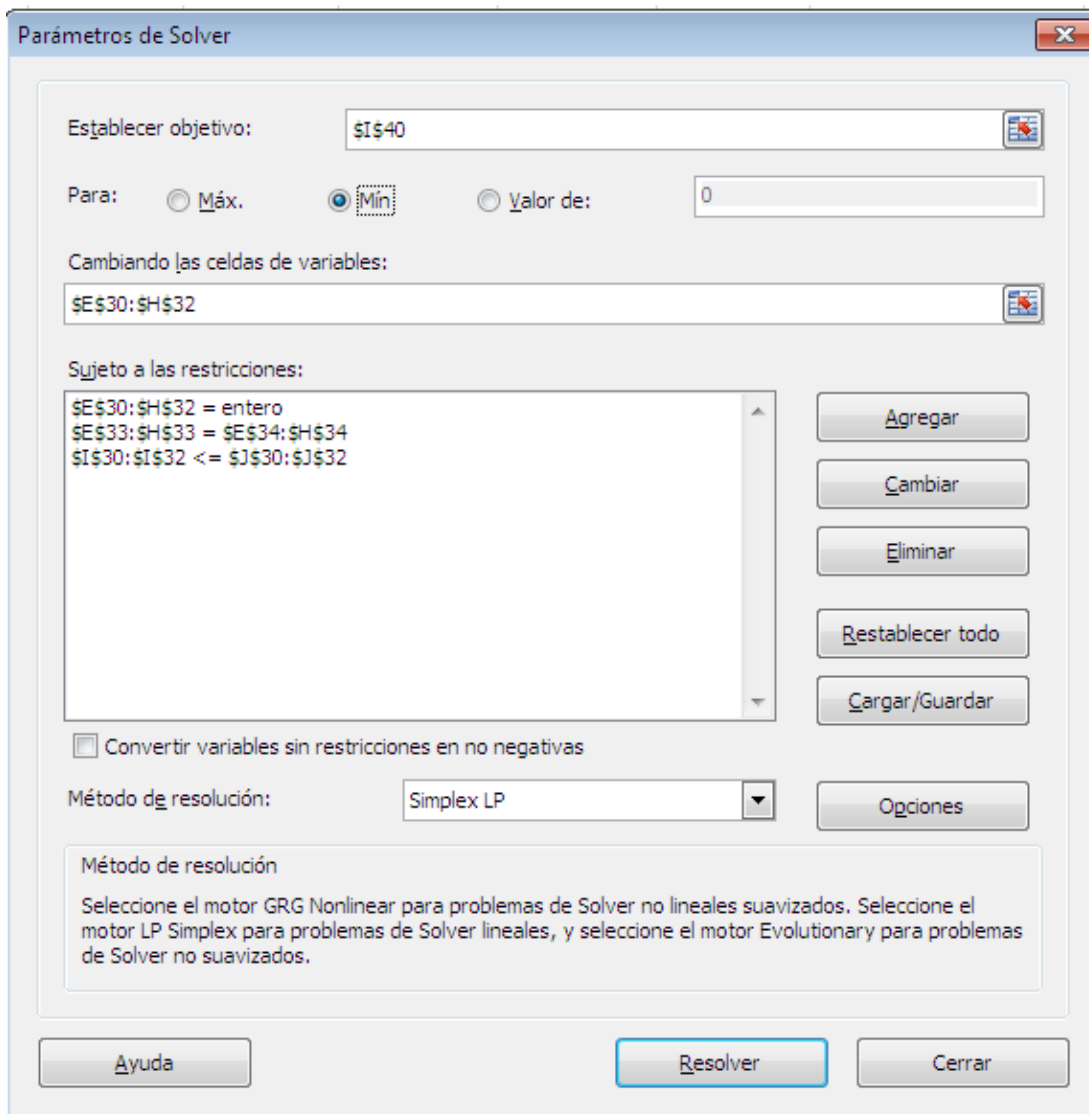 Parámetros de Solver
Establecer objetivo: $I$40
Para: Máx. Mín Valor de: 0
Cambiando las celdas de variables:
$E$30:$H$32
Sujeto a las restricciones:
$E$30:$H$32 = entero
$E$33:$H$33 = $E$34:$H$34
$I$30:$I$32 <= $J$30:$J$32
Agregar
Cambiar
Eliminar
Restablecer todo
Cargar/Guardar
Convertir variables sin restricciones en no negativas
Método de resolución: Simplex LP Opciones
Método de resolución
Seleccione el motor GRG Nonlinear para problemas de Solver no lineales suavizados. Seleccione el
motor LP Simplex para problemas de Solver lineales, y seleccione el motor Evolutionary para problemas
de Solver no suavizados.
Ayuda Resolver Cerrar